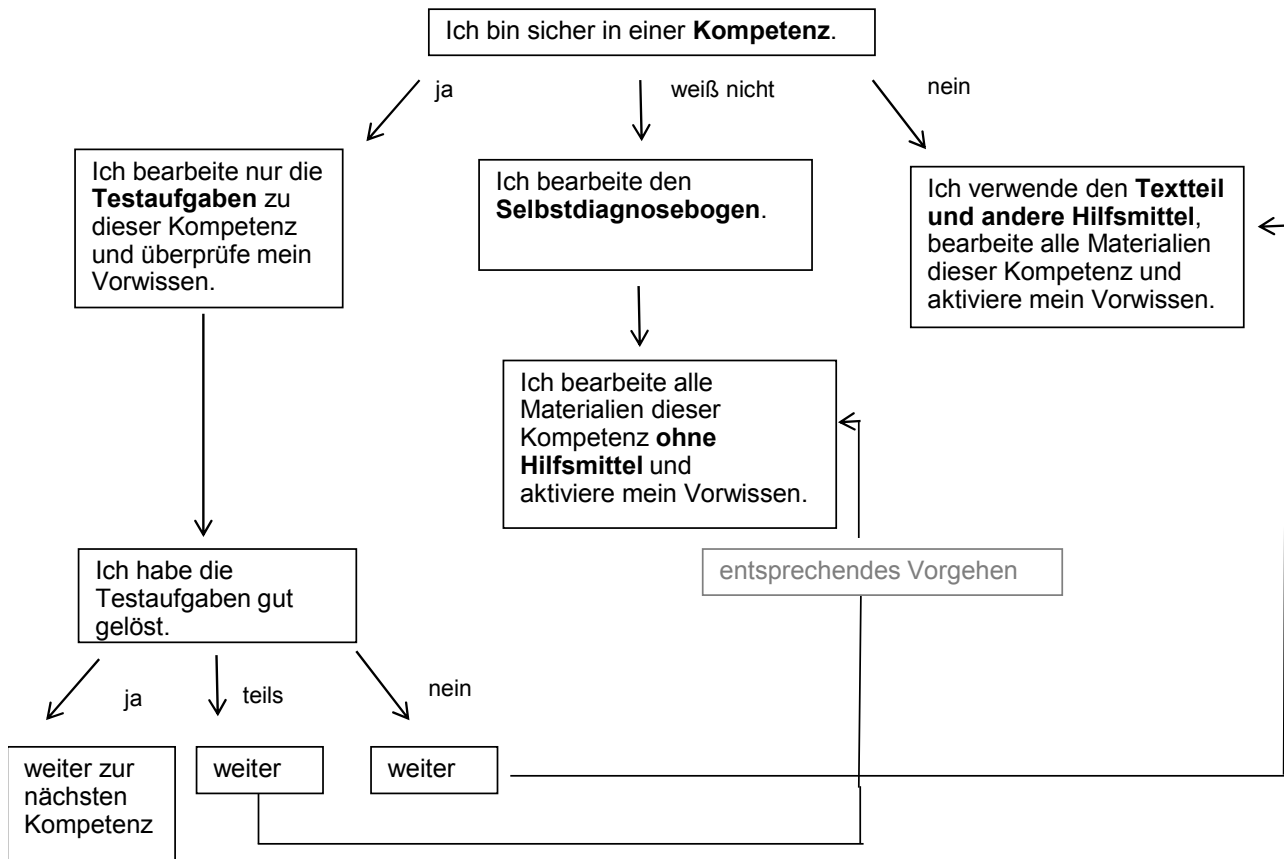 Ich bin sicher in einer Kompetenz.
ja
weiß nicht
nein
Ich bearbeite nur die
Testaufgaben zu
dieser Kompetenz
und überprüfe mein
Vorwissen.
Ich bearbeite den
Selbstdiagnosebogen.
Ich verwende den Textteil
und andere Hilfsmittel,
bearbeite alle Materialien
dieser Kompetenz und
aktiviere mein Vorwissen.
Ich bearbeite alle
Materialien dieser
Kompetenz ohne
Hilfsmittel und
aktiviere mein Vorwissen.
entsprechendes Vorgehen
Ich habe die
Testaufgaben gut
gelöst.
ja
teils
nein
weiter zur
nächsten
Kompetenz
weiter
weiter